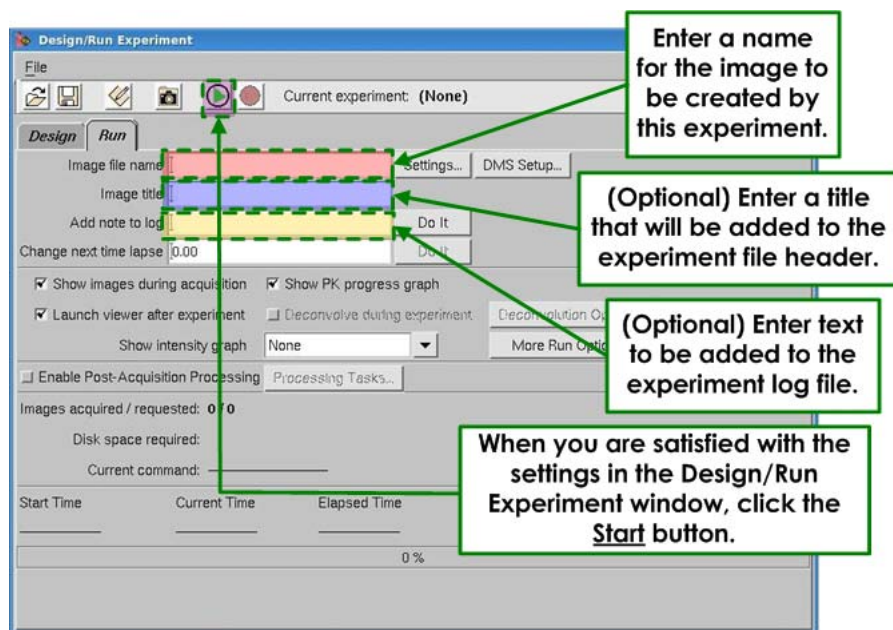 Design/Run Experiment
File
Current experiment: (None)
Design Run
Image file name Settings... DMS Setup...
Image title
Add note to log Do It
Change next time lapse 0.00 Do It
Show images during acquisition Show PK progress graph
Launch viewer after experiment Deconvolve during experiment
Show intensity graph None
Enable Post-Acquisition Processing Processing Tasks...
Images acquired / requested: 0 / 0
Disk space required:
Current command:
Start Time Current Time Elapsed Time
0 %
Enter a name
for the image to
be created by
this experiment.
(Optional) Enter a title
that will be added to the
experiment file header.
(Optional) Enter text
to be added to the
experiment log file.
When you are satisfied with the
settings in the Design/Run
Experiment window, click the
Start button.
Deconvolution
More Run